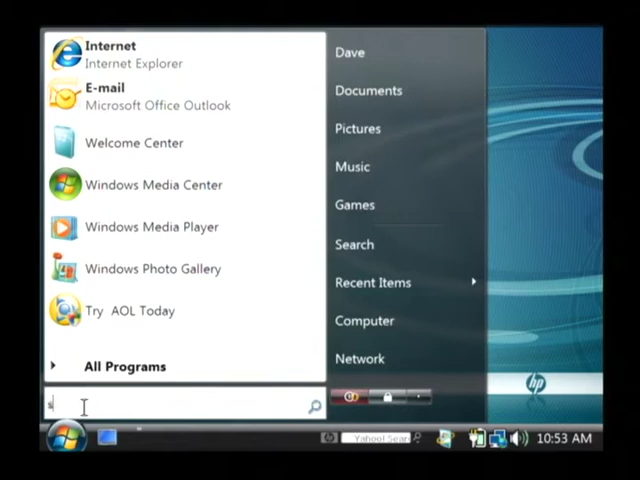 Internet
Internet Explorer
E-mail
Microsoft Office Outlook
Welcome Center
Windows Media Center
Windows Media Player
Windows Photo Gallery
Try AOL Today
All Programs
s
Dave
Documents
Pictures
Music
Games
Search
Recent Items
Computer
Network
hp
hp
Yahoo! Sear
10:53 AM